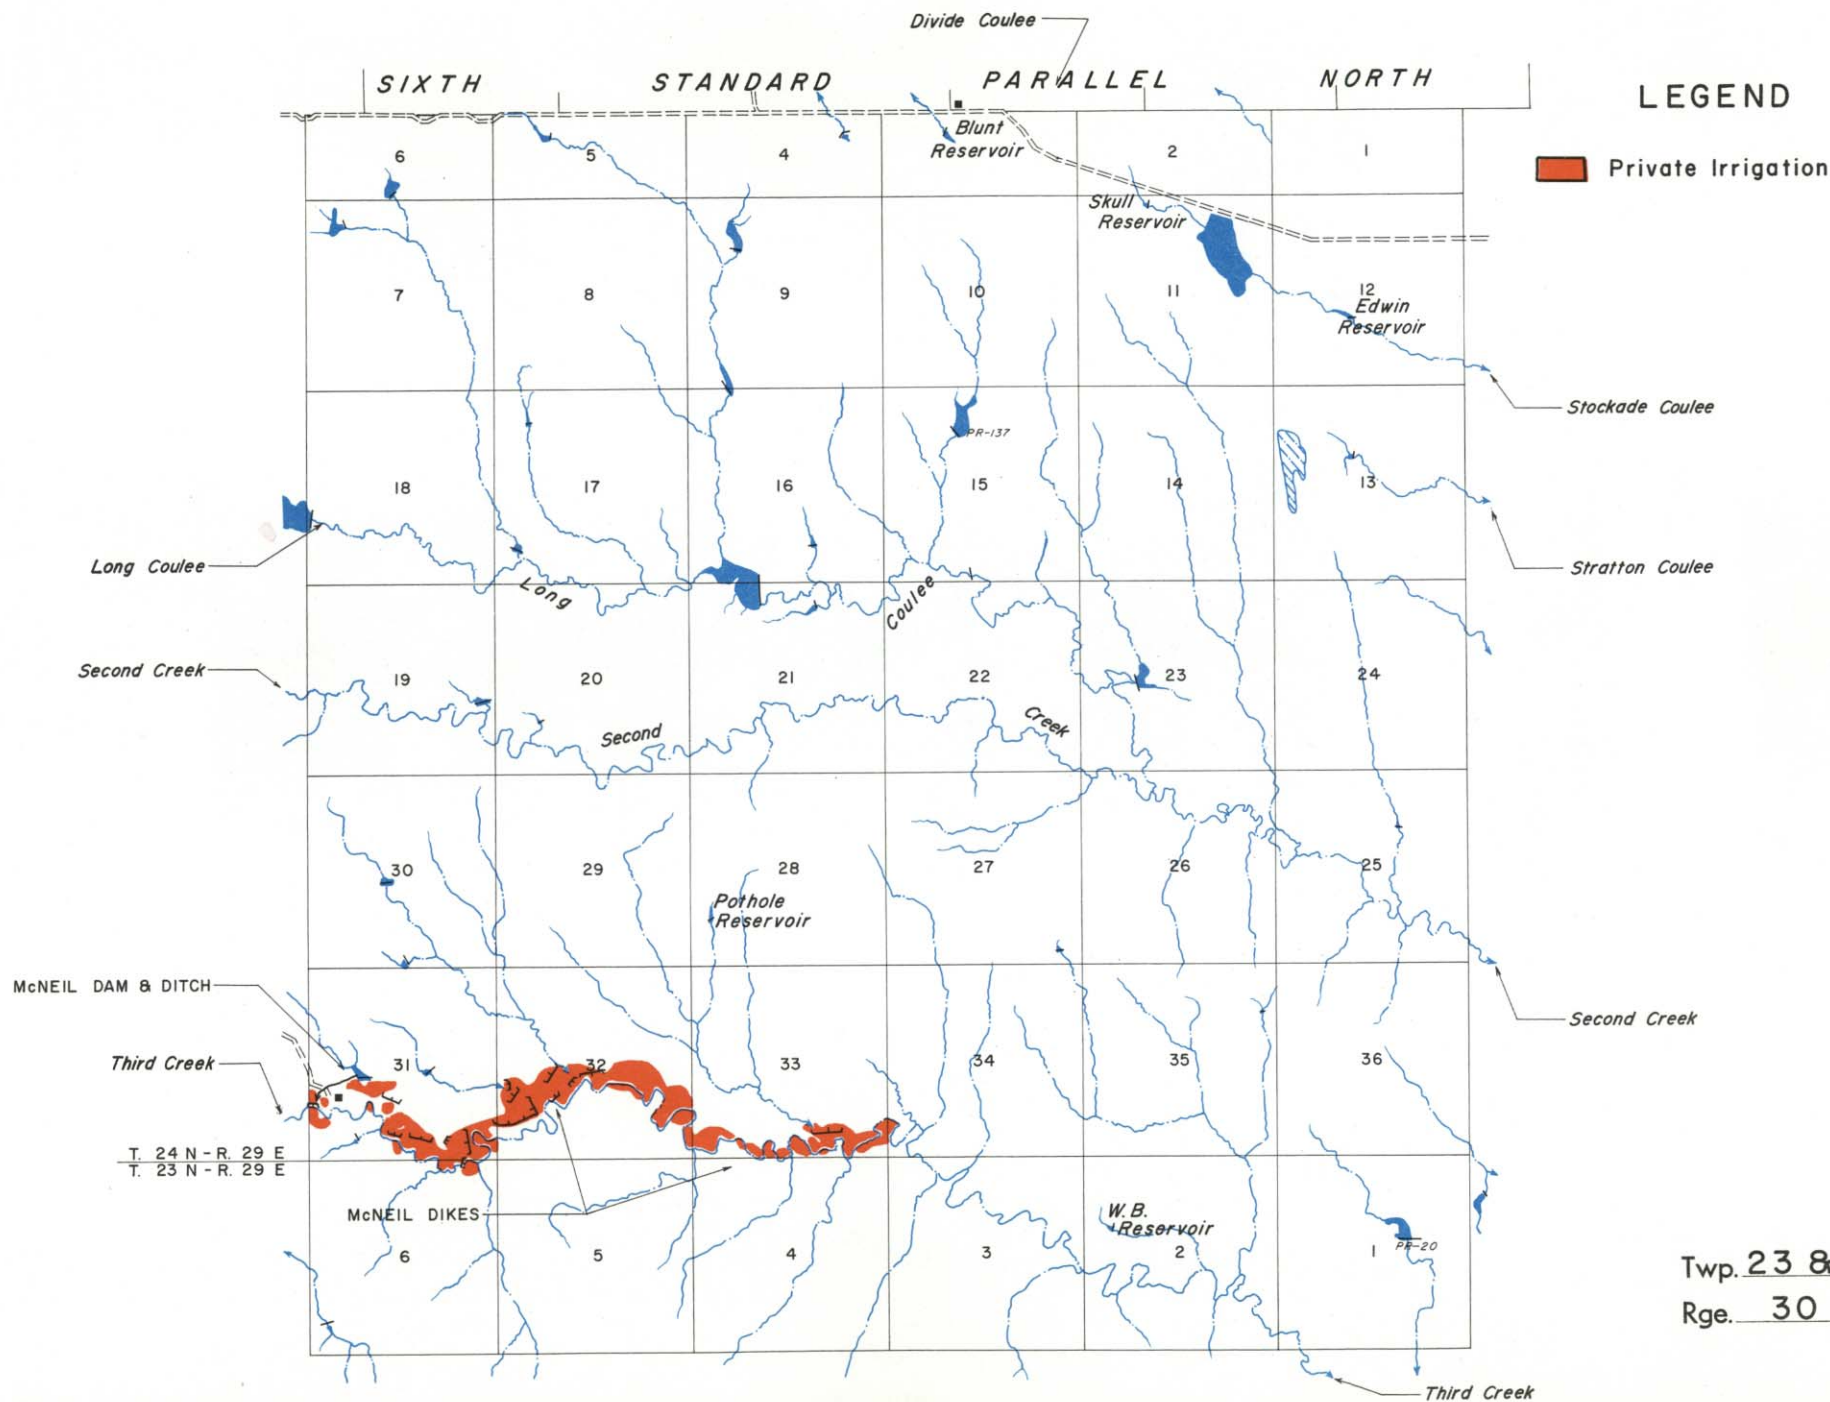 Divide Coulee
SIXTH STANDARD PARALLEL NORTH
LEGEND
Private Irrigation
Blunt
Reservoir
6 5 4 2 1
Skull
Reservoir
7 8 9 10 11 12
Edwin
Reservoir
Stockade Coulee
PR-137
18 17 16 15 14 13
Long Coulee
Long Coulee
Stratton Coulee
Second Creek
19 20 21 22 23 24
Second Creek
30 29 28 27 26 25
Pothole
Reservoir
McNEIL DAM & DITCH
Second Creek
Third Creek
31 32 33 34 35 36
T. 24 N - R. 29 E
T. 23 N - R. 29 E
McNEIL DIKES
W.B.
Reservoir
6 5 4 3 2 1
PR-20
Twp. 23 &
Rge. 30
Third Creek